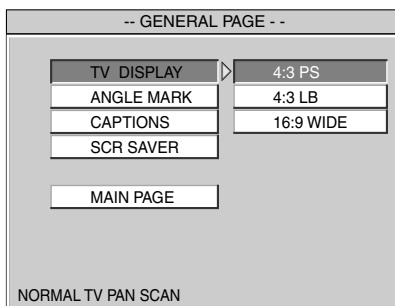 -- GENERAL PAGE - -
TV DISPLAY 4:3 PS
ANGLE MARK 4:3 LB
CAPTIONS 16:9 WIDE
SCR SAVER
MAIN PAGE
NORMAL TV PAN SCAN